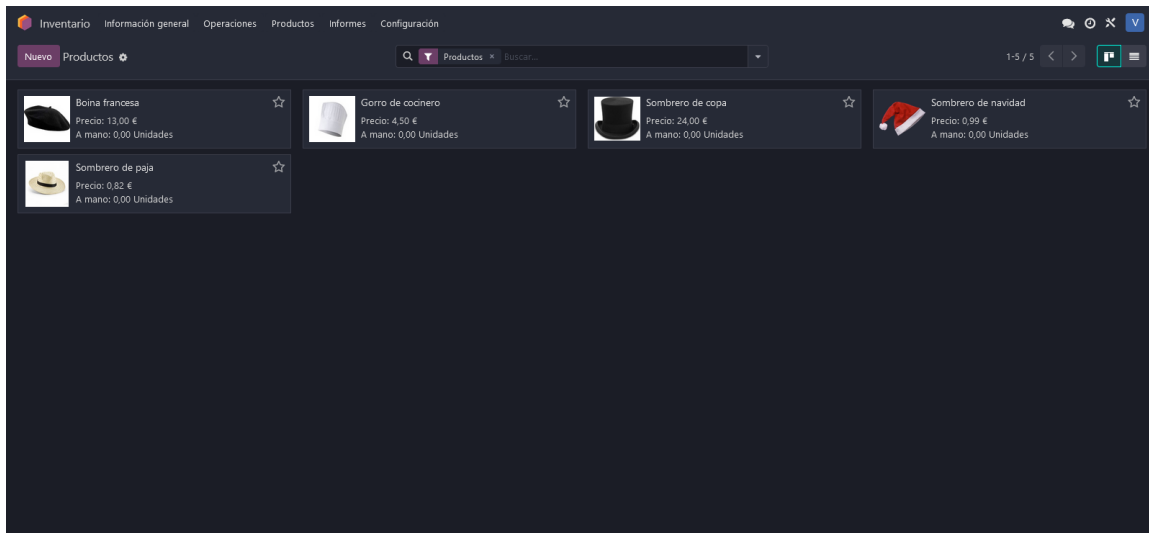 Inventario Información general Operaciones Productos Informes Configuración V
Nuevo Productos Productos × Buscar... 1-5 / 5
Boina francesa
Precio: 13,00 €
A mano: 0,00 Unidades
Gorro de cocinero
Precio: 4,50 €
A mano: 0,00 Unidades
Sombrero de copa
Precio: 24,00 €
A mano: 0,00 Unidades
Sombrero de navidad
Precio: 0,99 €
A mano: 0,00 Unidades
Sombrero de paja
Precio: 0,82 €
A mano: 0,00 Unidades